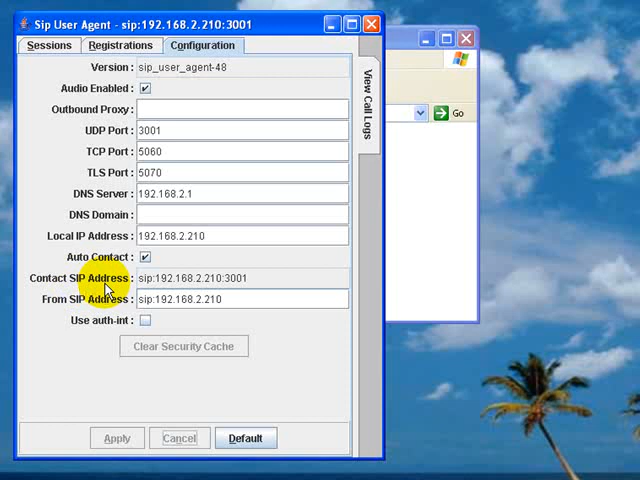 Sip User Agent - sip:192.168.2.210:3001
Sessions Registrations Configuration
Version : sip_user_agent-48
Audio Enabled :
Outbound Proxy:
UDP Port : 3001
TCP Port : 5060
TLS Port : 5070
DNS Server : 192.168.2.1
DNS Domain :
Local IP Address : 192.168.2.210
Auto Contact :
Contact SIP Address : sip:192.168.2.210:3001
From SIP Address : sip:192.168.2.210
Use auth-int :
Clear Security Cache
Apply Cancel Default
View Call Logs
Go